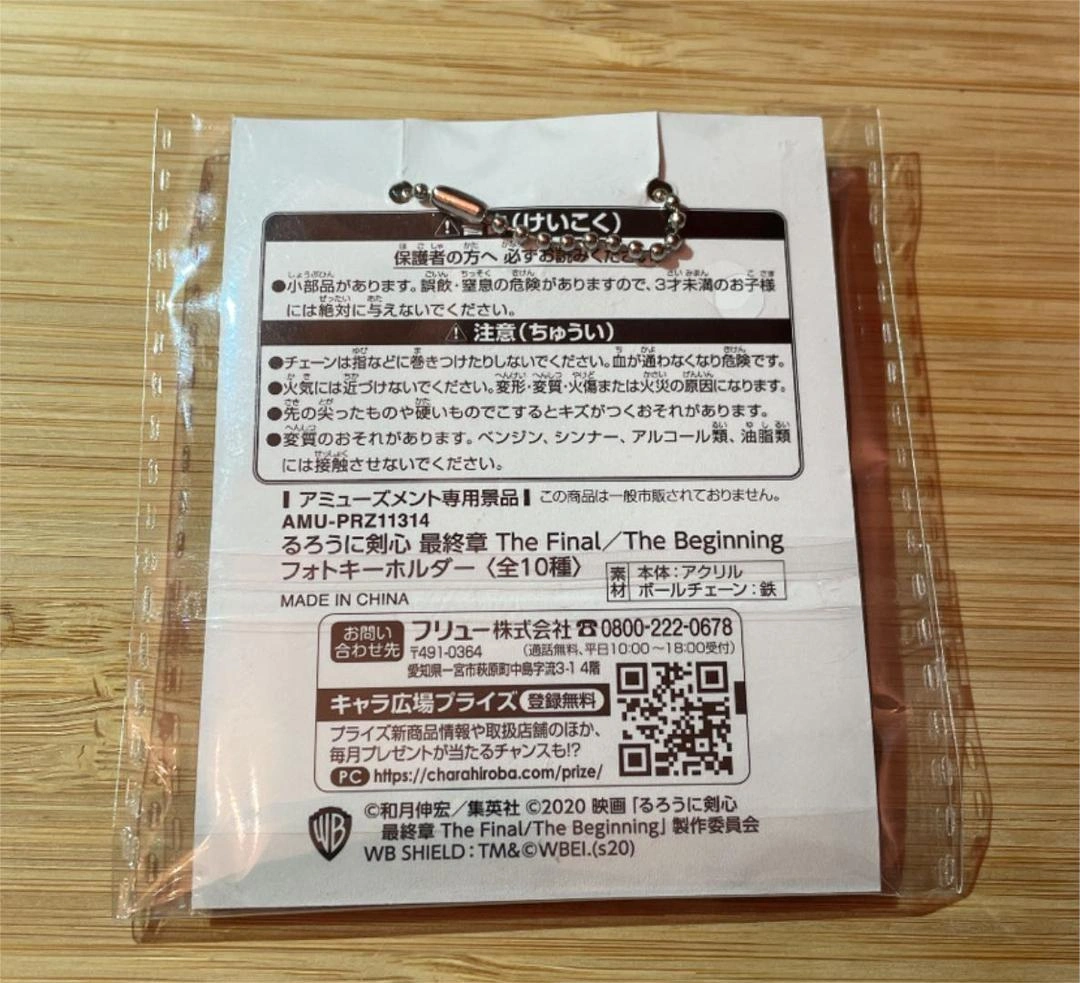 (けいこく)
保護者の方へ 必ずお読みくださ
●小部品があります。誤飲・窒息の危険がありますので、3才未満のお子様
には絶対に与えないでください。
注意(ちゅうい)
●チェーンは指などに巻きつけたりしないでください。血が通わなくなり危険です。
●火気には近づけないでください。変形・変質・火傷または火災の原因になります。
●先の尖ったものや硬いものでこするとキズがつくおそれがあります。
●変質のおそれがあります。ベンジン、シンナー、アルコール類、油脂類
には接触させないでください。
アミューズメント専用景品 この商品は一般市販されておりません。
AMU-PRZ11314
るろうに剣心 最終章 The Final/The Beginning
フォトキーホルダー〈全10種〉
素材 本体:アクリル
ボールチェーン:鉄
MADE IN CHINA
お問い合わせ先 フリュー株式会社 ☎0800-222-0678
〒491-0364 (通話無料、平日10:00～18:00受付)
愛知県一宮市萩原町中島字流3-1 4階
キャラ広場プライズ 登録無料
プライズ新商品情報や取扱店舗のほか、
毎月プレゼントが当たるチャンスも!?
PC https://charahiroba.com/prize/
WB ©和月伸宏/集英社 ©2020 映画「るろうに剣心
最終章 The Final/The Beginning」製作委員会
WB SHIELD:TM&©WBEI.(s20)